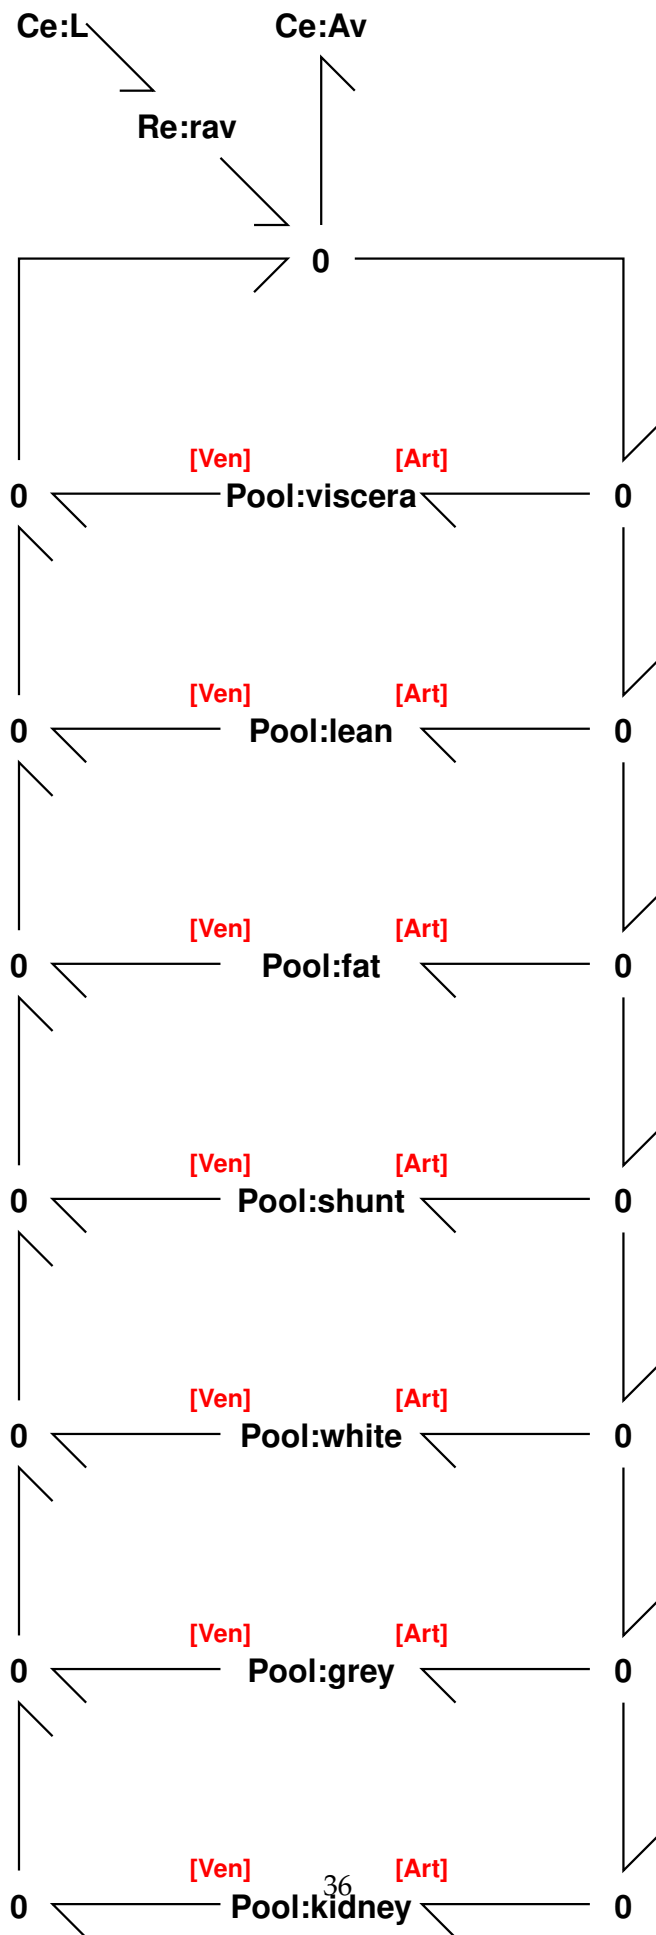 Ce:L Ce:Av
Re:rav
0
[Ven] [Art]
0 Pool:viscera 0
[Ven] [Art]
0 Pool:lean 0
[Ven] [Art]
0 Pool:fat 0
[Ven] [Art]
0 Pool:shunt 0
[Ven] [Art]
0 Pool:white 0
[Ven] [Art]
0 Pool:grey 0
[Ven] [Art]
36
0 Pool:kidney 0